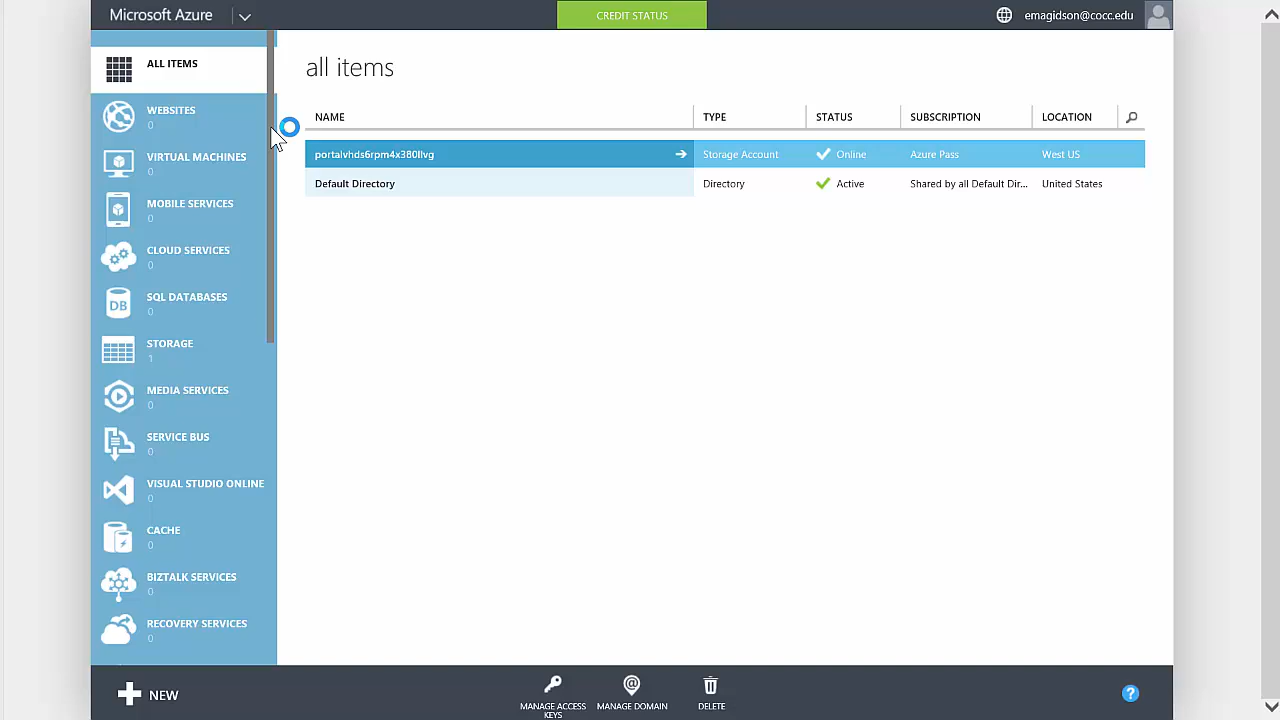 Microsoft Azure
CREDIT STATUS
emagidson@cocc.edu
ALL ITEMS
WEBSITES
0
VIRTUAL MACHINES
0
MOBILE SERVICES
0
CLOUD SERVICES
0
SQL DATABASES
0
DB
STORAGE
1
MEDIA SERVICES
0
SERVICE BUS
0
VISUAL STUDIO ONLINE
0
CACHE
0
BIZTALK SERVICES
0
RECOVERY SERVICES
0
all items
NAME TYPE STATUS SUBSCRIPTION LOCATION
portalvhds6rpm4x380llvg Storage Account Online Azure Pass West US
Default Directory Directory Active Shared by all Default Dir... United States
NEW
MANAGE ACCESS
KEYS
MANAGE DOMAIN
DELETE
?